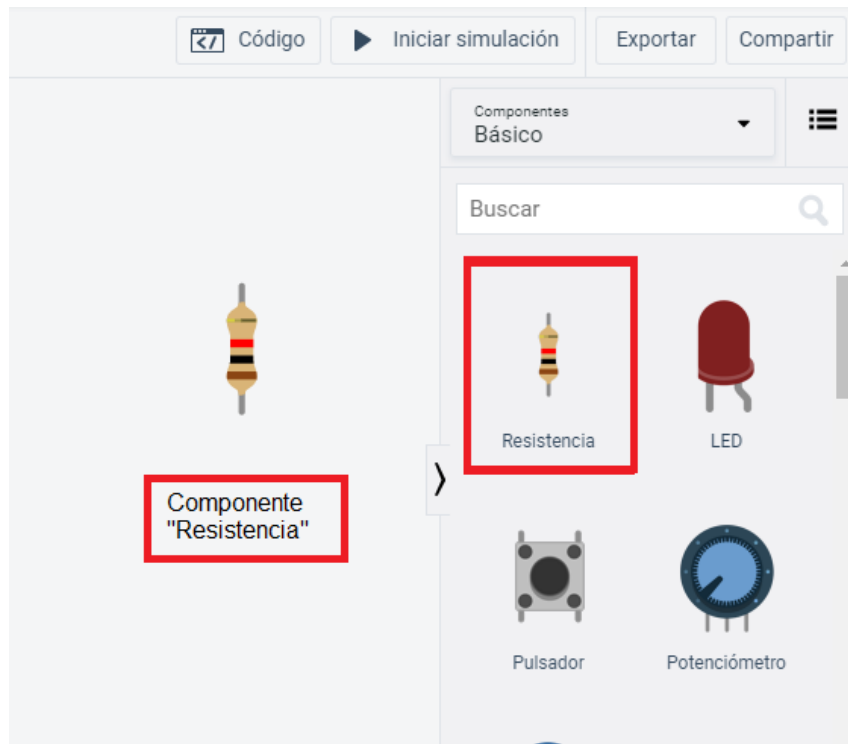 Código
Iniciar simulación
Exportar
Compartir
Componentes
Básico
Buscar
Resistencia
LED
Componente
"Resistencia"
Pulsador
Potenciómetro